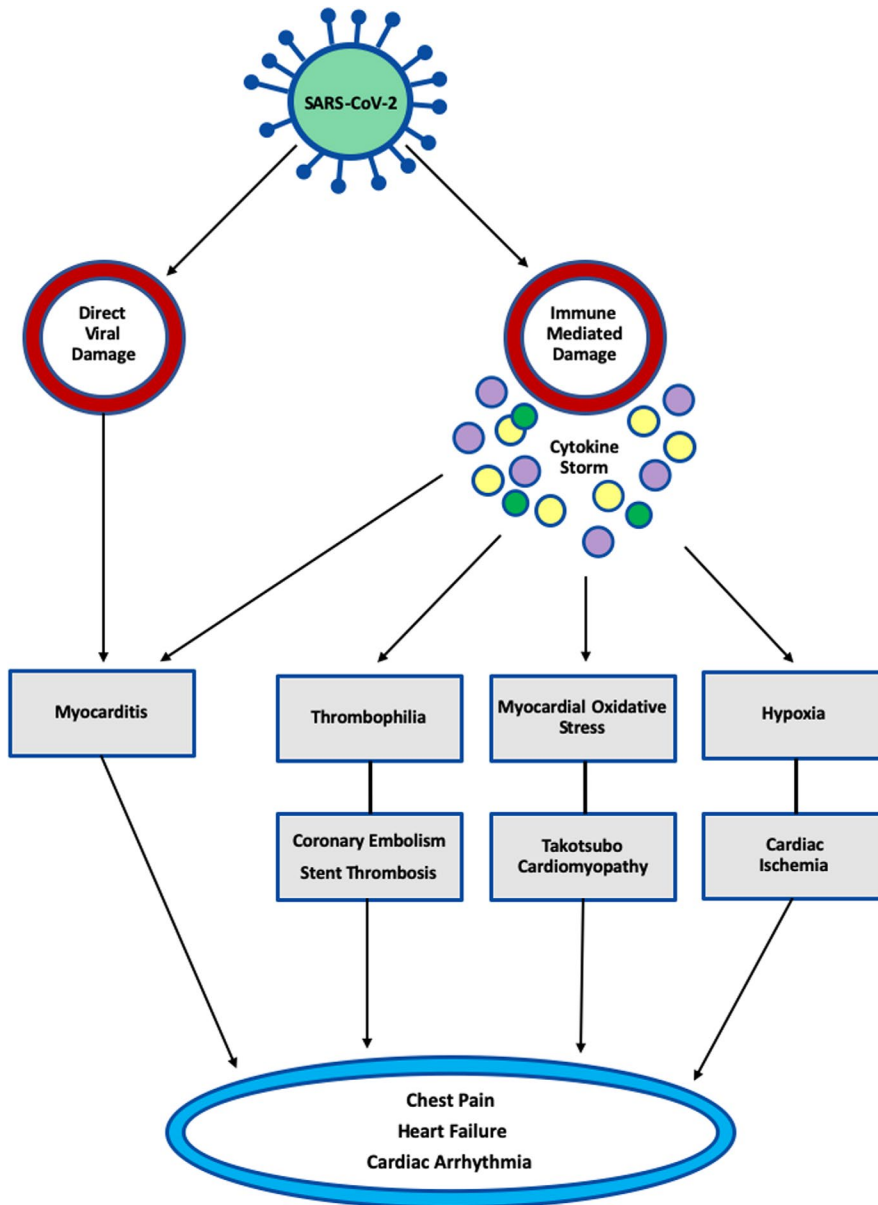 SARS-CoV-2
Direct
Viral
Damage
Immune
Mediated
Damage
Cytokine
Storm
Myocarditis
Thrombophilia
Myocardial Oxidative
Stress
Hypoxia
Coronary Embolism
Stent Thrombosis
Takotsubo
Cardiomyopathy
Cardiac
Ischemia
Chest Pain
Heart Failure
Cardiac Arrhythmia